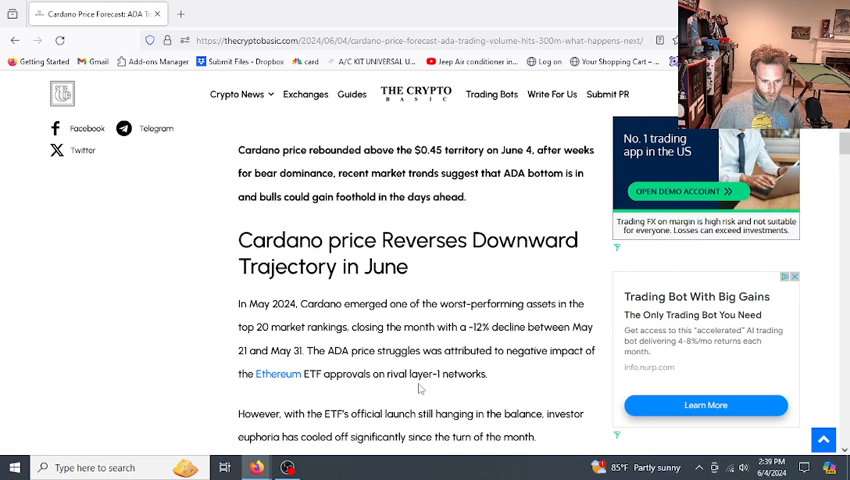 Cardano Price Forecast: ADA Tra
https://thecryptobasic.com/2024/06/04/cardano-price-forecast-ada-trading-volume-hits-300m-what-happens-next/
Getting Started
Gmail
Add-ons Manager
Submit Files - Dropbox
card
A/C KIT UNIVERSAL U...
Jeep Air conditioner in...
Log on
Your Shopping Cart -...
Crypto News
Exchanges
Guides
THE CRYPTO
BASIC
Trading Bots
Write For Us
Submit PR
Facebook
Telegram
Twitter
Cardano price rebounded above the $0.45 territory on June 4, after weeks
for bear dominance, recent market trends suggest that ADA bottom is in
and bulls could gain foothold in the days ahead.
Cardano price Reverses Downward
Trajectory in June
In May 2024, Cardano emerged one of the worst-performing assets in the
top 20 market rankings, closing the month with a -12% decline between May
21 and May 31. The ADA price struggles was attributed to negative impact of
the Ethereum ETF approvals on rival layer-1 networks.
However, with the ETF's official launch still hanging in the balance, investor
euphoria has cooled off significantly since the turn of the month.
No. 1 trading
app in the US
OPEN DEMO ACCOUNT
Trading FX on margin is high risk and not suitable
for everyone. Losses can exceed investments.
Trading Bot With Big Gains
The Only Trading Bot You Need
Get access to this "accelerated" AI trading
bot delivering 4-8%/mo returns each
month.
info.nurp.com
Learn More
Type here to search
85°F Partly sunny
2:39 PM
6/4/2024